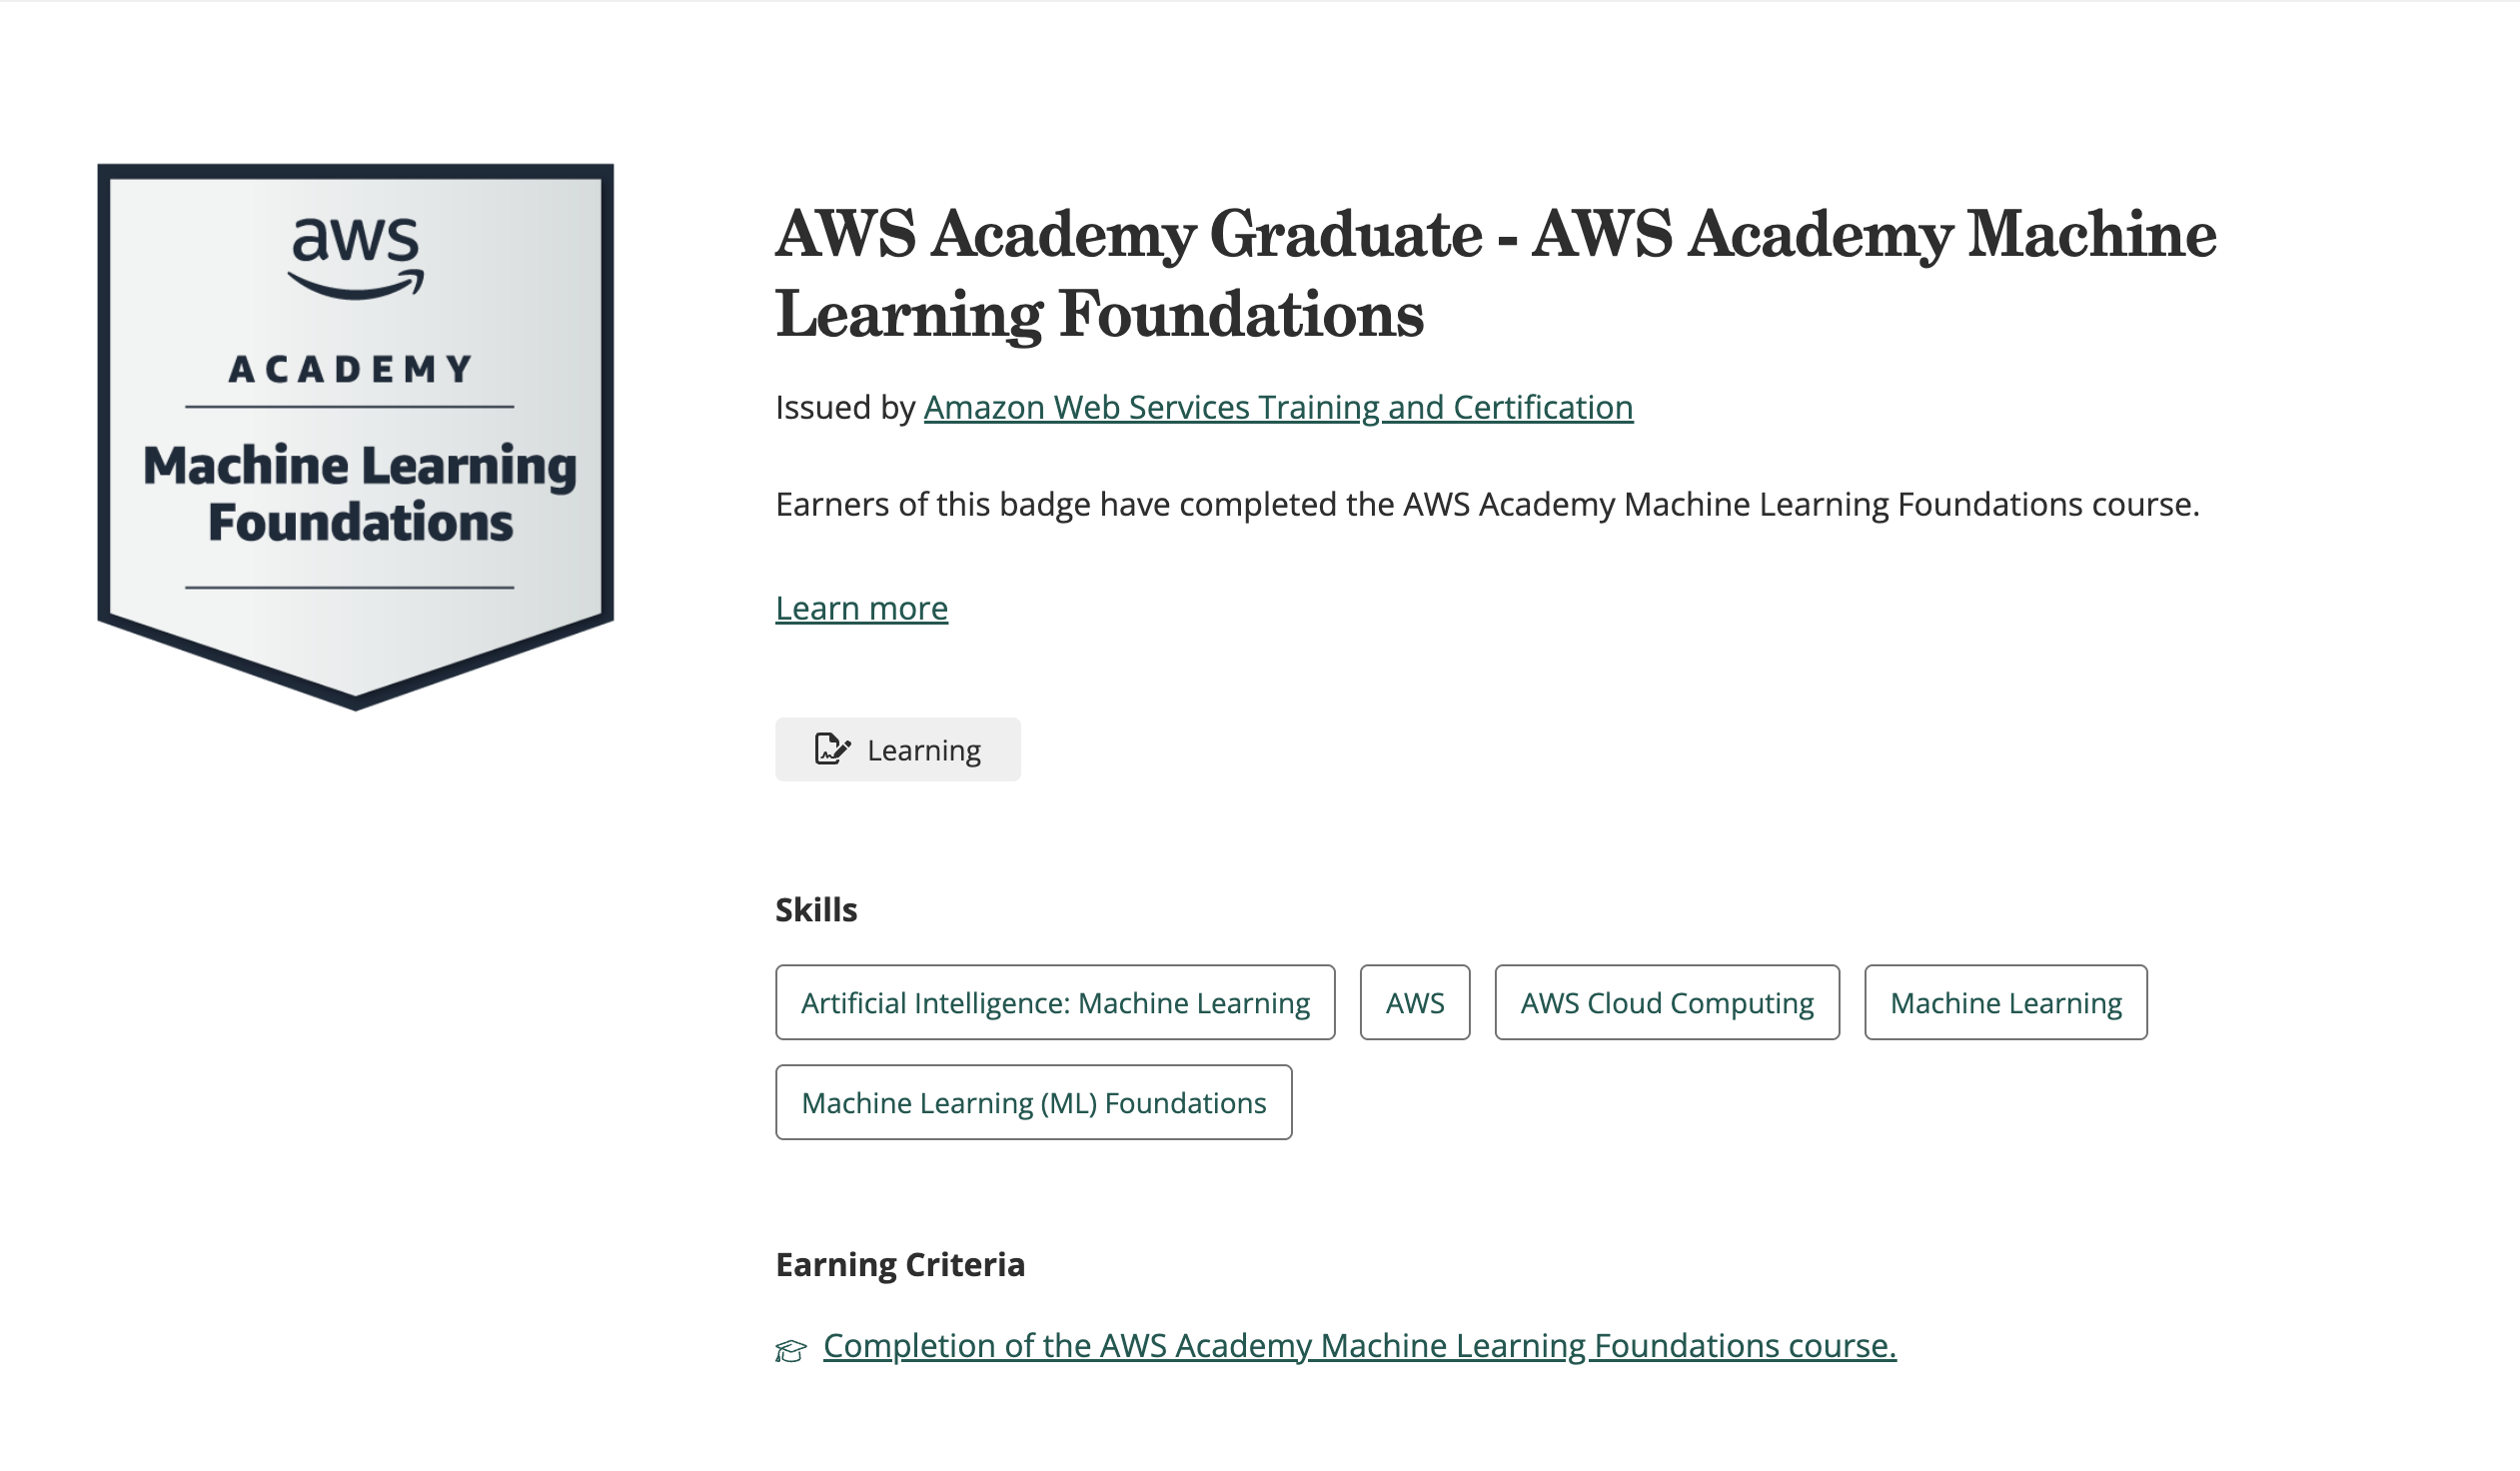 aws
ACADEMY
Machine Learning
Foundations
AWS Academy Graduate - AWS Academy Machine
Learning Foundations
Issued by Amazon Web Services Training and Certification
Earners of this badge have completed the AWS Academy Machine Learning Foundations course.
Learn more
Learning
Skills
Artificial Intelligence: Machine Learning AWS AWS Cloud Computing Machine Learning
Machine Learning (ML) Foundations
Earning Criteria
Completion of the AWS Academy Machine Learning Foundations course.